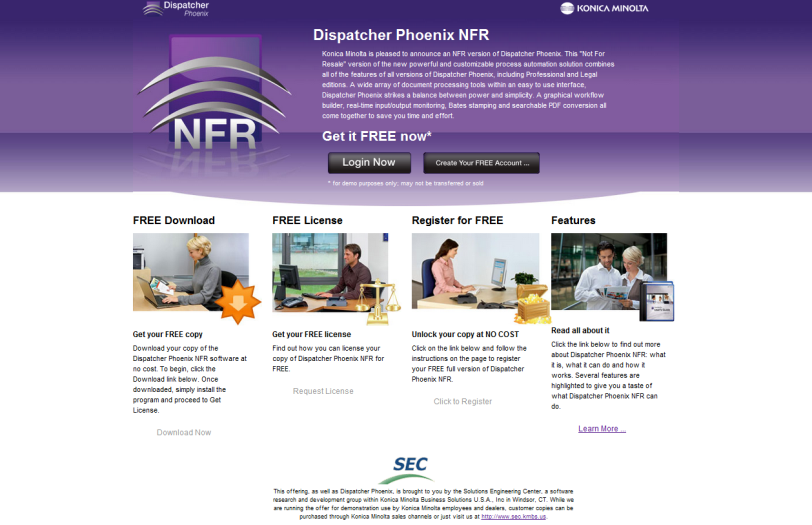 Dispatcher
Phoenix
KONICA MINOLTA
Dispatcher Phoenix NFR
Konica Minolta is pleased to announce an NFR version of Dispatcher Phoenix. This "Not For
Resale" version of the new powerful and customizable process automation solution combines
all of the features of all versions of Dispatcher Phoenix, including Professional and Legal
editions. A wide array of document processing tools within an easy to use interface,
Dispatcher Phoenix strikes a balance between power and simplicity. A graphical workflow
builder, real-time input/output monitoring, Bates stamping and searchable PDF conversion all
come together to save you time and effort.
NFR
Get it FREE now*
Login Now
Create Your FREE Account ...
* for demo purposes only; may not be transferred or sold
FREE Download
Get your FREE copy
Download your copy of the
Dispatcher Phoenix NFR software at
no cost. To begin, click the
Download link below. Once
downloaded, simply install the
program and proceed to Get
License.
Download Now
FREE License
Get your FREE license
Find out how you can license your
copy of Dispatcher Phoenix NFR for
FREE.
Request License
Register for FREE
Unlock your copy at NO COST
Click on the link below and follow the
instructions on the page to register
your FREE full version of Dispatcher
Phoenix NFR.
Click to Register
Features
Read all about it
Click the link below to find out more
about Dispatcher Phoenix NFR: what
it is, what it can do and how it
works. Several features are
highlighted to give you a taste of
what Dispatcher Phoenix NFR can
do.
Learn More ...
SEC
This offering, as well as Dispatcher Phoenix, is brought to you by the Solutions Engineering Center, a software
research and development group within Konica Minolta Business Solutions U.S.A., Inc in Windsor, CT. While we
are running the offer for demonstration use by Konica Minolta employees and dealers, customer copies can be
purchased through Konica Minolta sales channels or just visit us at http://www.sec.kmbs.us.